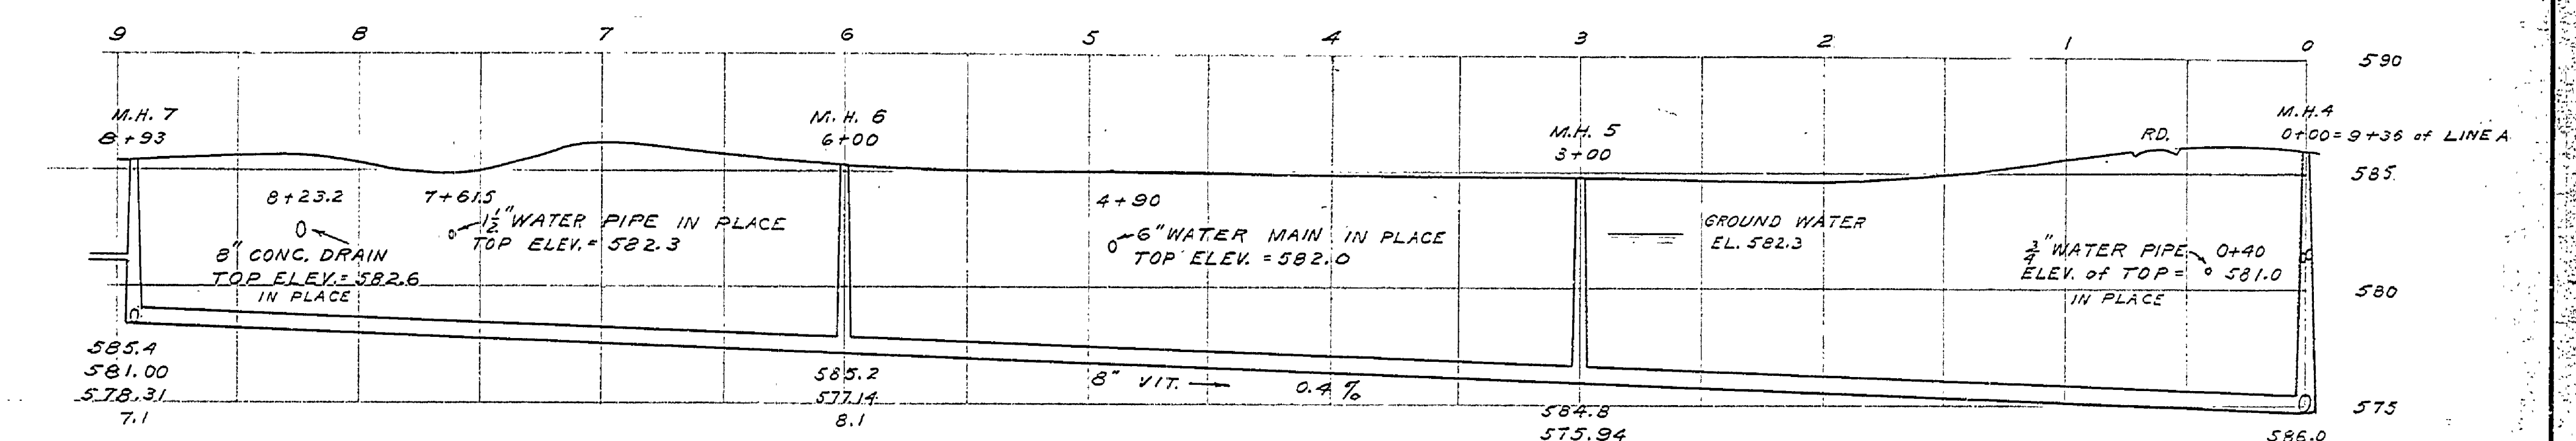 9 8 7 6 5 4 3 2 1 0
590
M.H. 7
8+93
M.H. 6
6+00
M.H. 5
3+00
RD.
M.H.4
0+00=9+36 of LINE A
585
8+23.2
8" CONC. DRAIN
TOP ELEV.=582.6
IN PLACE
7+61.5
1½" WATER PIPE IN PLACE
TOP ELEV.=582.3
4+90
6" WATER MAIN IN PLACE
TOP ELEV.=582.0
GROUND WATER
EL. 582.3
¾" WATER PIPE 0+40
ELEV. of TOP= 581.0
IN PLACE
580
585.4
581.00
578.31
7.1
585.2
577.14
8.1
8" VIT. → 0.4%
584.8
575.94
575
586.0